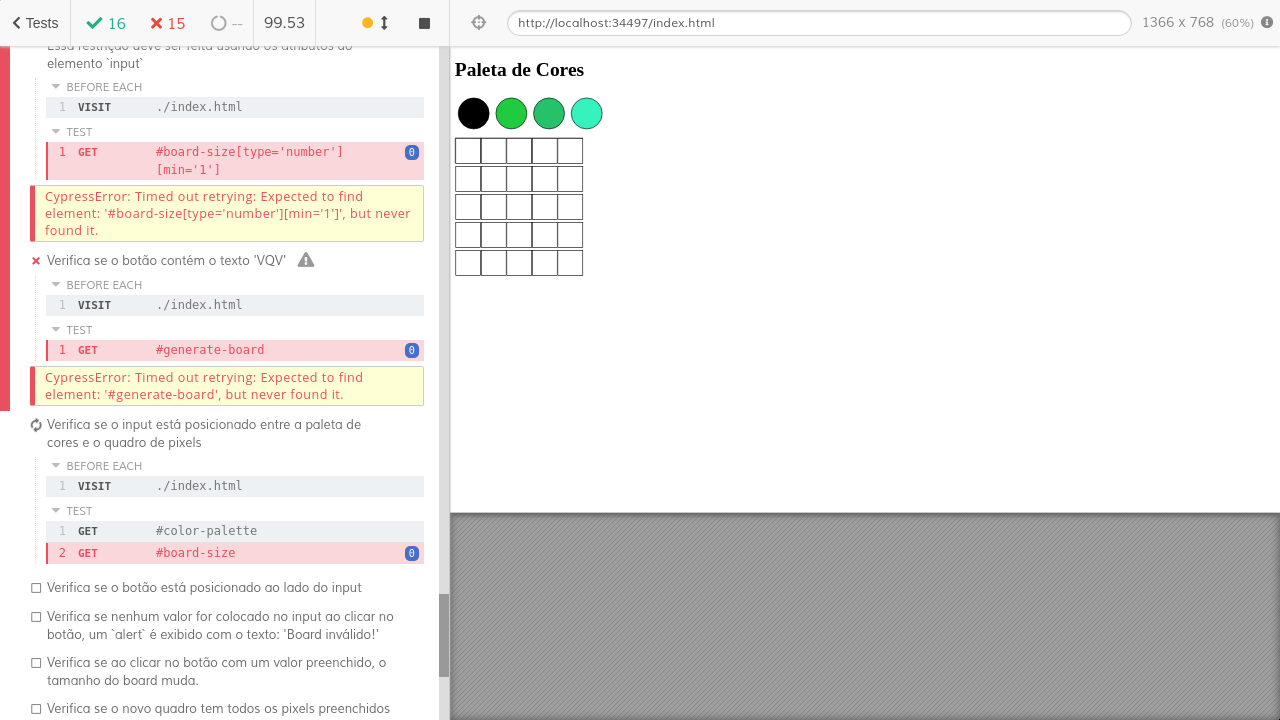 Tests
16
15
--
99.53
http://localhost:34497/index.html
1366 x 768 (60%)
Essa restrição deve ser feita usando os atributos do
elemento `input`
BEFORE EACH
1 VISIT ./index.html
TEST
1 GET #board-size[type='number'] 0
[min='1']
CypressError: Timed out retrying: Expected to find
element: '#board-size[type='number'][min='1']', but never
found it.
Verifica se o botão contém o texto 'VQV'
BEFORE EACH
1 VISIT ./index.html
TEST
1 GET #generate-board 0
CypressError: Timed out retrying: Expected to find
element: '#generate-board', but never found it.
Verifica se o input está posicionado entre a paleta de
cores e o quadro de pixels
BEFORE EACH
1 VISIT ./index.html
TEST
1 GET #color-palette
2 GET #board-size 0
Verifica se o botão está posicionado ao lado do input
Verifica se nenhum valor for colocado no input ao clicar no
botão, um `alert` é exibido com o texto: 'Board inválido!'
Verifica se ao clicar no botão com um valor preenchido, o
tamanho do board muda.
Verifica se o novo quadro tem todos os pixels preenchidos
Paleta de Cores